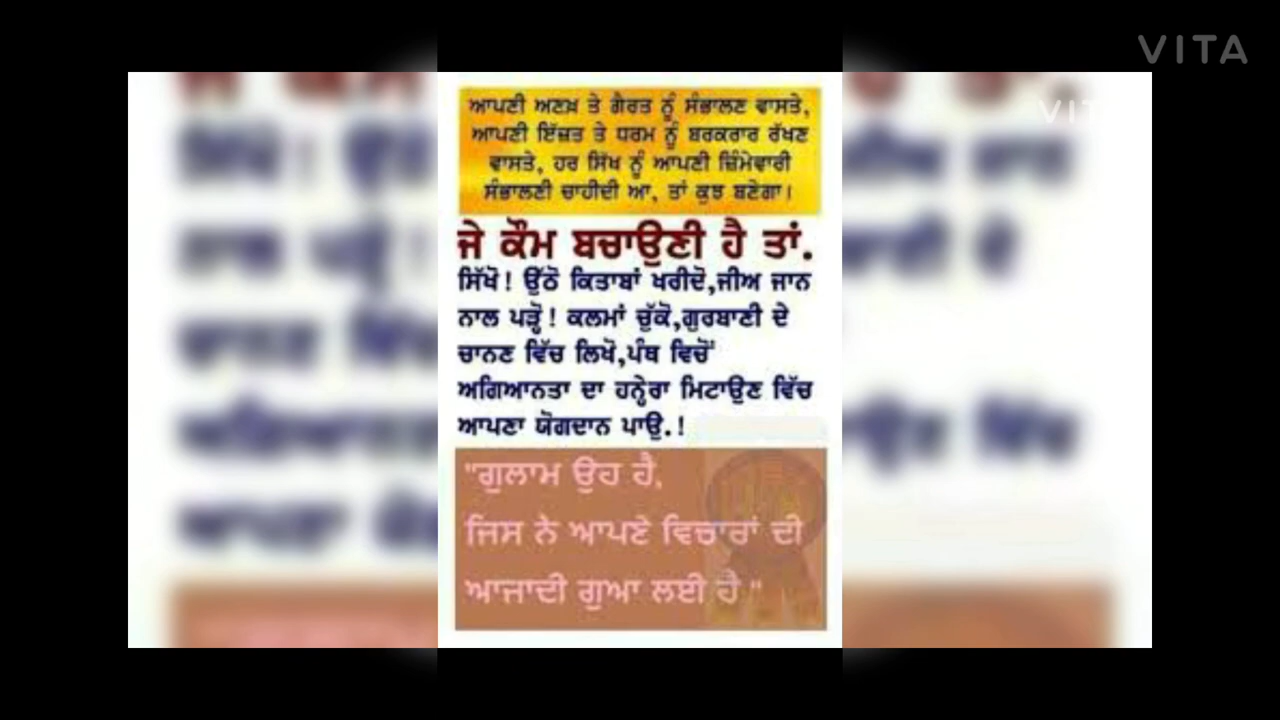 VITA
ਆਪਣੀ ਅਣਖ਼ ਤੇ ਗੈਰਤ ਨੂੰ ਸੰਭਾਲਣ ਵਾਸਤੇ,
ਆਪਣੀ ਇੱਜ਼ਤ ਤੇ ਧਰਮ ਨੂੰ ਬਰਕਰਾਰ ਰੱਖਣ
ਵਾਸਤੇ, ਹਰ ਸਿੱਖ ਨੂੰ ਆਪਣੀ ਜ਼ਿੰਮੇਵਾਰੀ
ਸੰਭਾਲਣੀ ਚਾਹੀਦੀ ਆ, ਤਾਂ ਕੁਝ ਬਣੇਗਾ।
ਜੇ ਕੌਮ ਬਚਾਉਣੀ ਹੈ ਤਾਂ.
ਸਿੱਖੋ! ਉੱਠੋ ਕਿਤਾਬਾਂ ਖਰੀਦੋ,ਜੀਅ ਜਾਨ
ਨਾਲ ਪੜ੍ਹੋ! ਕਲਮਾਂ ਚੁੱਕੋ,ਗੁਰਬਾਣੀ ਦੇ
ਚਾਨਣ ਵਿੱਚ ਲਿਖੋ,ਪੰਥ ਵਿਚੋਂ
ਅਗਿਆਨਤਾ ਦਾ ਹਨ੍ਹੇਰਾ ਮਿਟਾਉਣ ਵਿੱਚ
ਆਪਣਾ ਯੋਗਦਾਨ ਪਾਉ.!
"ਗੁਲਾਮ ਉਹ ਹੈ,
ਜਿਸ ਨੇ ਆਪਣੇ ਵਿਚਾਰਾਂ ਦੀ
ਆਜਾਦੀ ਗੁਆ ਲਈ ਹੈ "